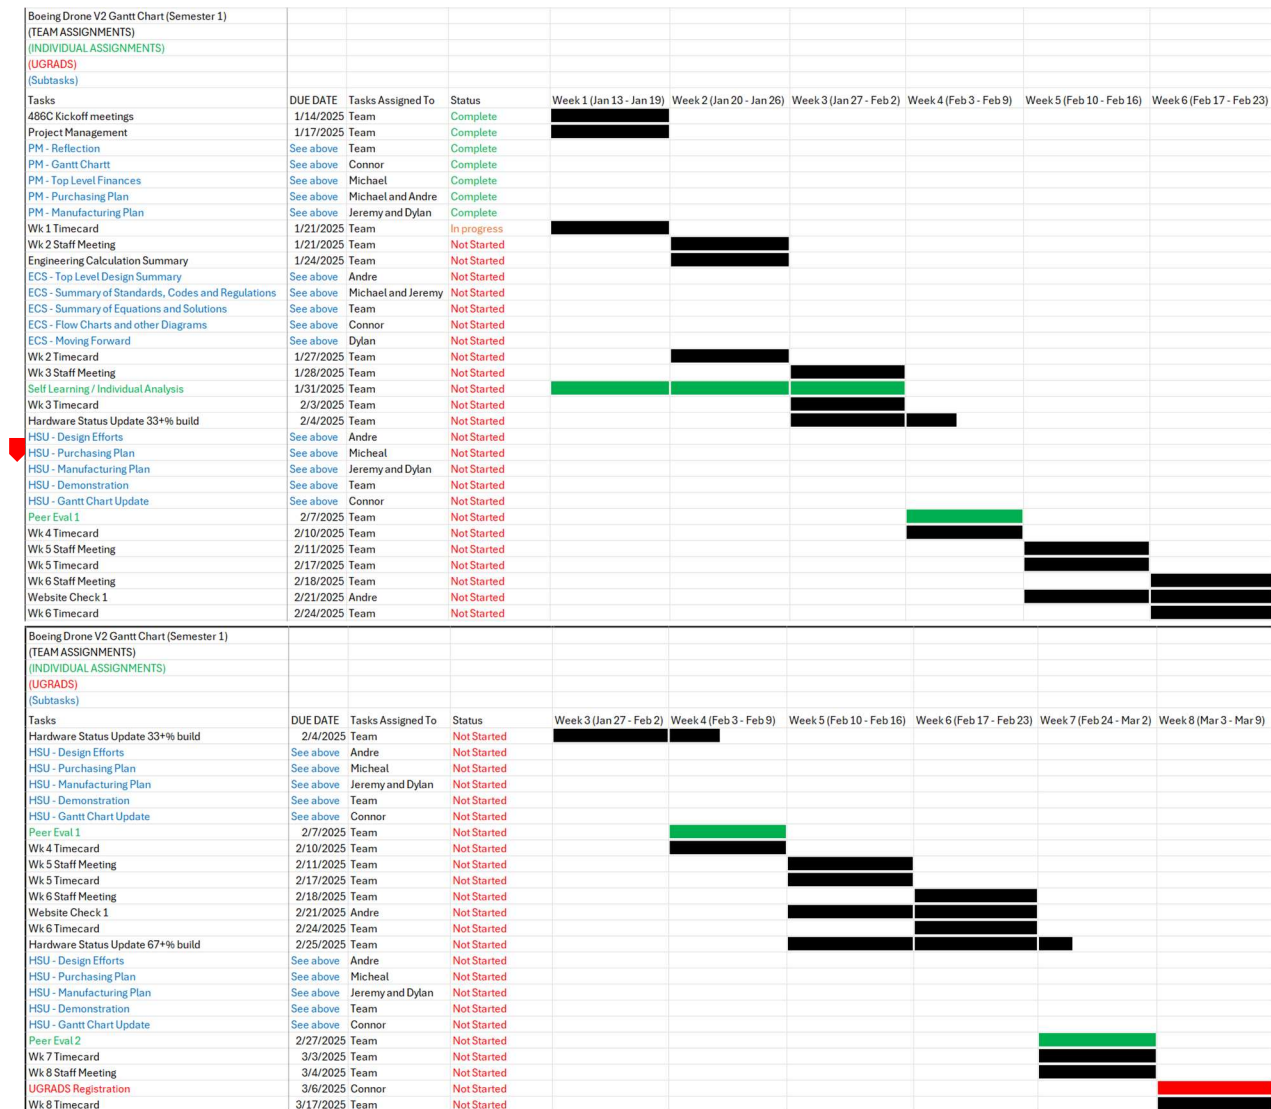 Boeing Drone V2 Gantt Chart (Semester 1)
(TEAM ASSIGNMENTS)
(INDIVIDUAL ASSIGNMENTS)
(UGRADS)
(Subtasks)
Tasks DUE DATE Tasks Assigned To Status Week 1 (Jan 13 - Jan 19) Week 2 (Jan 20 - Jan 26) Week 3 (Jan 27 - Feb 2) Week 4 (Feb 3 - Feb 9) Week 5 (Feb 10 - Feb 16) Week 6 (Feb 17 - Feb 23)
486C Kickoff meetings 1/14/2025 Team Complete
Project Management 1/17/2025 Team Complete
PM - Reflection See above Team Complete
PM - Gantt Chartt See above Connor Complete
PM - Top Level Finances See above Michael Complete
PM - Purchasing Plan See above Michael and Andre Complete
PM - Manufacturing Plan See above Jeremy and Dylan Complete
Wk 1 Timecard 1/21/2025 Team In progress
Wk 2 Staff Meeting 1/21/2025 Team Not Started
Engineering Calculation Summary 1/24/2025 Team Not Started
ECS - Top Level Design Summary See above Andre Not Started
ECS - Summary of Standards, Codes and Regulations See above Michael and Jeremy Not Started
ECS - Summary of Equations and Solutions See above Team Not Started
ECS - Flow Charts and other Diagrams See above Connor Not Started
ECS - Moving Forward See above Dylan Not Started
Wk 2 Timecard 1/27/2025 Team Not Started
Wk 3 Staff Meeting 1/28/2025 Team Not Started
Self Learning / Individual Analysis 1/31/2025 Team Not Started
Wk 3 Timecard 2/3/2025 Team Not Started
Hardware Status Update 33+% build 2/4/2025 Team Not Started
HSU - Design Efforts See above Andre Not Started
HSU - Purchasing Plan See above Micheal Not Started
HSU - Manufacturing Plan See above Jeremy and Dylan Not Started
HSU - Demonstration See above Team Not Started
HSU - Gantt Chart Update See above Connor Not Started
Peer Eval 1 2/7/2025 Team Not Started
Wk 4 Timecard 2/10/2025 Team Not Started
Wk 5 Staff Meeting 2/11/2025 Team Not Started
Wk 5 Timecard 2/17/2025 Team Not Started
Wk 6 Staff Meeting 2/18/2025 Team Not Started
Website Check 1 2/21/2025 Andre Not Started
Wk 6 Timecard 2/24/2025 Team Not Started
Boeing Drone V2 Gantt Chart (Semester 1)
(TEAM ASSIGNMENTS)
(INDIVIDUAL ASSIGNMENTS)
(UGRADS)
(Subtasks)
Tasks DUE DATE Tasks Assigned To Status Week 3 (Jan 27 - Feb 2) Week 4 (Feb 3 - Feb 9) Week 5 (Feb 10 - Feb 16) Week 6 (Feb 17 - Feb 23) Week 7 (Feb 24 - Mar 2) Week 8 (Mar 3 - Mar 9)
Hardware Status Update 33+% build 2/4/2025 Team Not Started
HSU - Design Efforts See above Andre Not Started
HSU - Purchasing Plan See above Micheal Not Started
HSU - Manufacturing Plan See above Jeremy and Dylan Not Started
HSU - Demonstration See above Team Not Started
HSU - Gantt Chart Update See above Connor Not Started
Peer Eval 1 2/7/2025 Team Not Started
Wk 4 Timecard 2/10/2025 Team Not Started
Wk 5 Staff Meeting 2/11/2025 Team Not Started
Wk 5 Timecard 2/17/2025 Team Not Started
Wk 6 Staff Meeting 2/18/2025 Team Not Started
Website Check 1 2/21/2025 Andre Not Started
Wk 6 Timecard 2/24/2025 Team Not Started
Hardware Status Update 67+% build 2/25/2025 Team Not Started
HSU - Design Efforts See above Andre Not Started
HSU - Purchasing Plan See above Micheal Not Started
HSU - Manufacturing Plan See above Jeremy and Dylan Not Started
HSU - Demonstration See above Team Not Started
HSU - Gantt Chart Update See above Connor Not Started
Peer Eval 2 2/27/2025 Team Not Started
Wk 7 Timecard 3/3/2025 Team Not Started
Wk 8 Staff Meeting 3/4/2025 Team Not Started
UGRADS Registration 3/6/2025 Connor Not Started
Wk 8 Timecard 3/17/2025 Team Not Started